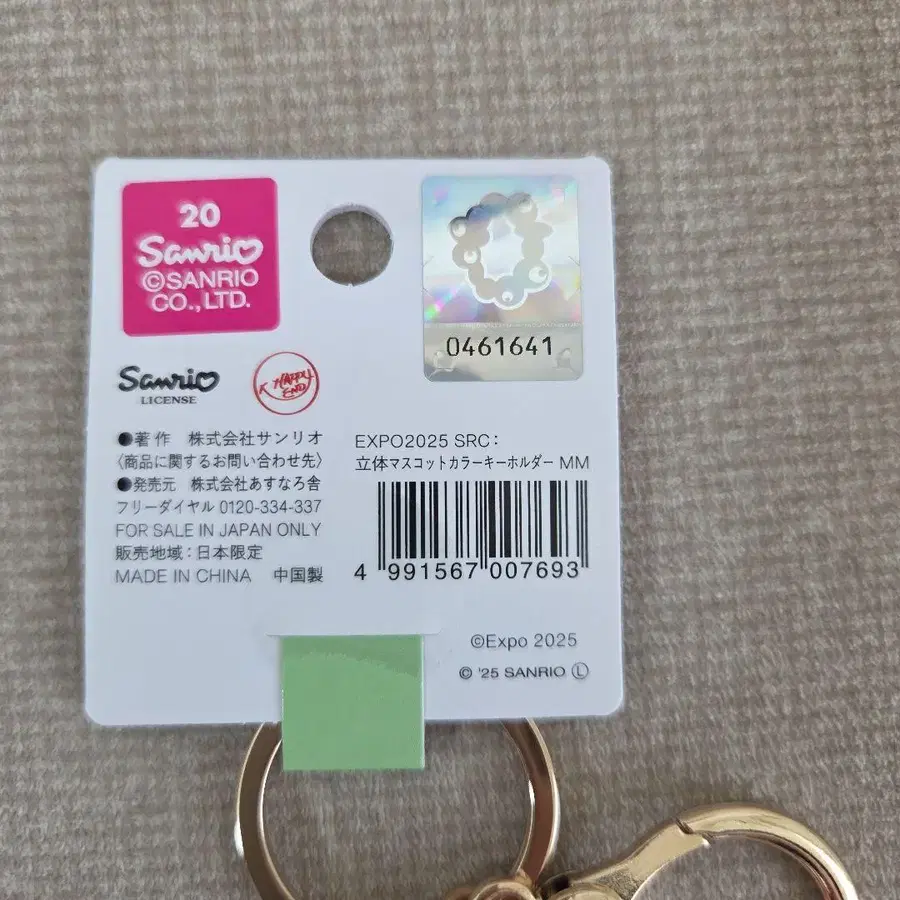 20
Sanrio
©SANRIO
CO., LTD.
0461641
Sanrio
LICENSE
K HAPPY
END
●著作 株式会社サンリオ
〈商品に関するお問い合わせ先〉
●発売元 株式会社あすなろ舎
フリーダイヤル 0120-334-337
FOR SALE IN JAPAN ONLY
販売地域：日本限定
MADE IN CHINA 中国製
EXPO2025 SRC：
立体マスコットカラーキーホルダー MM
4 991567 007693
©Expo 2025
© '25 SANRIO Ⓛ